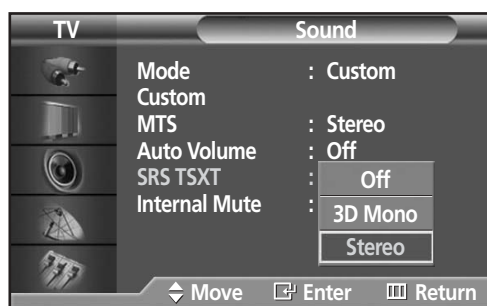 TV
Sound
Mode : Custom
Custom
MTS : Stereo
Auto Volume : Off
SRS TSXT : Off
Internal Mute : 3D Mono
Stereo
Move Enter Return